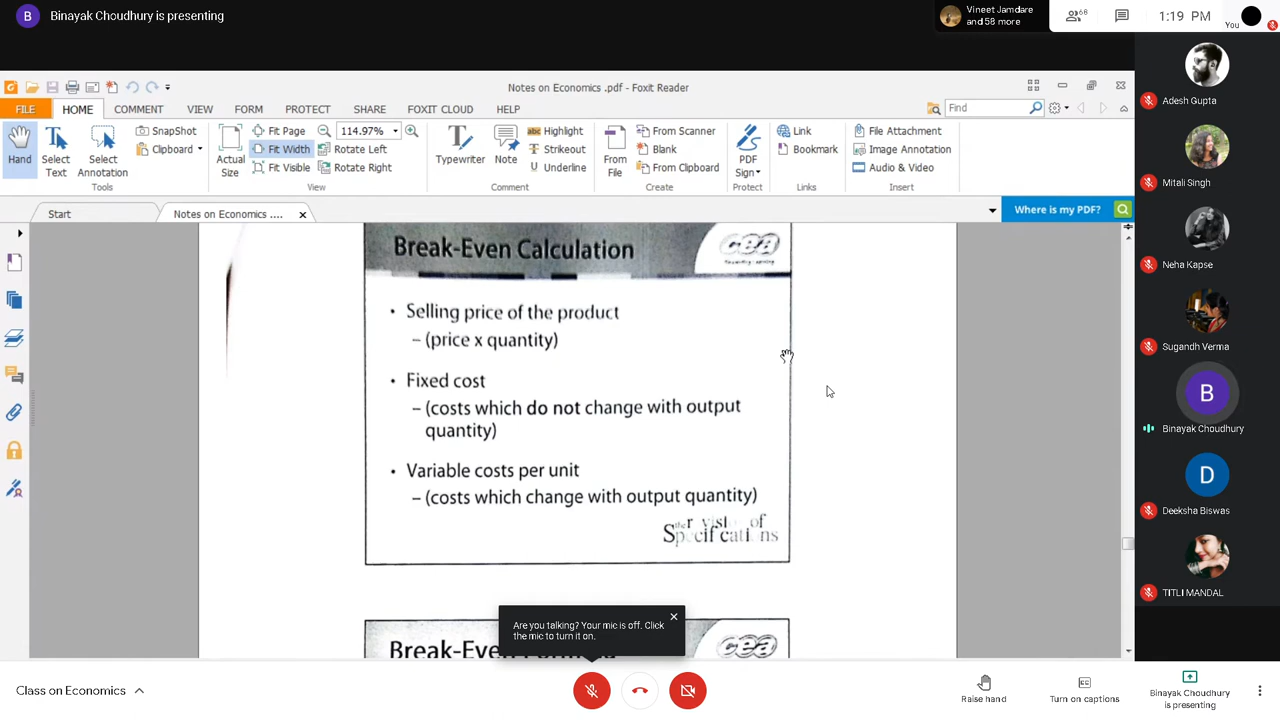 B Binayak Choudhury is presenting
Vineet Jamdare
and 58 more
68
1:19 PM
You
Notes on Economics .pdf - Foxit Reader
FILE HOME COMMENT VIEW FORM PROTECT SHARE FOXIT CLOUD HELP
Find
Hand
Select
Text
Select
Annotation
SnapShot
Clipboard
Tools
Actual
Size
Fit Page
Fit Width
Fit Visible
114.97%
Rotate Left
Rotate Right
View
Typewriter
Note
Highlight
Strikeout
Underline
Comment
From
File
From Scanner
Blank
From Clipboard
Create
PDF
Sign
Protect
Link
Bookmark
Links
File Attachment
Image Annotation
Audio & Video
Insert
Start
Notes on Economics ....
Where is my PDF?
Break-Even Calculation
cea
• Selling price of the product
– (price x quantity)
• Fixed cost
– (costs which do not change with output
quantity)
• Variable costs per unit
– (costs which change with output quantity)
Break-Even
cea
Are you talking? Your mic is off. Click
the mic to turn it on.
Adesh Gupta
Mitali Singh
Neha Kapse
Sugandh Verma
B
Binayak Choudhury
D
Deeksha Biswas
TITLI MANDAL
Class on Economics
Raise hand
Turn on captions
Binayak Choudhury
is presenting